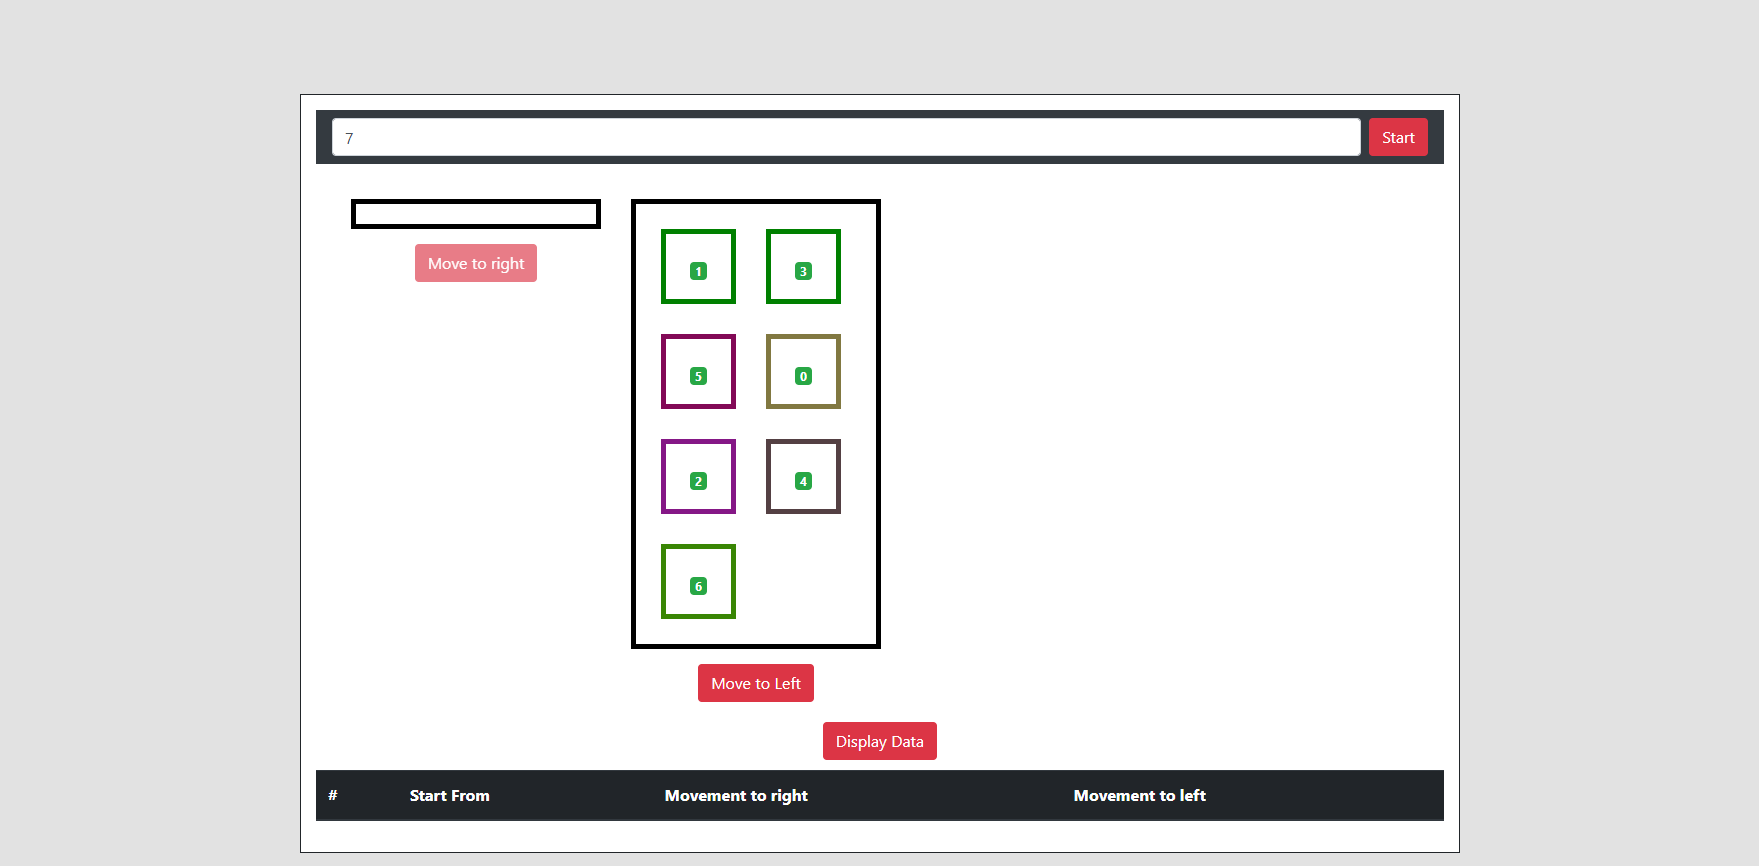 7 Start
Move to right
1 3
5 0
2 4
6
Move to Left
Display Data
# Start From Movement to right Movement to left